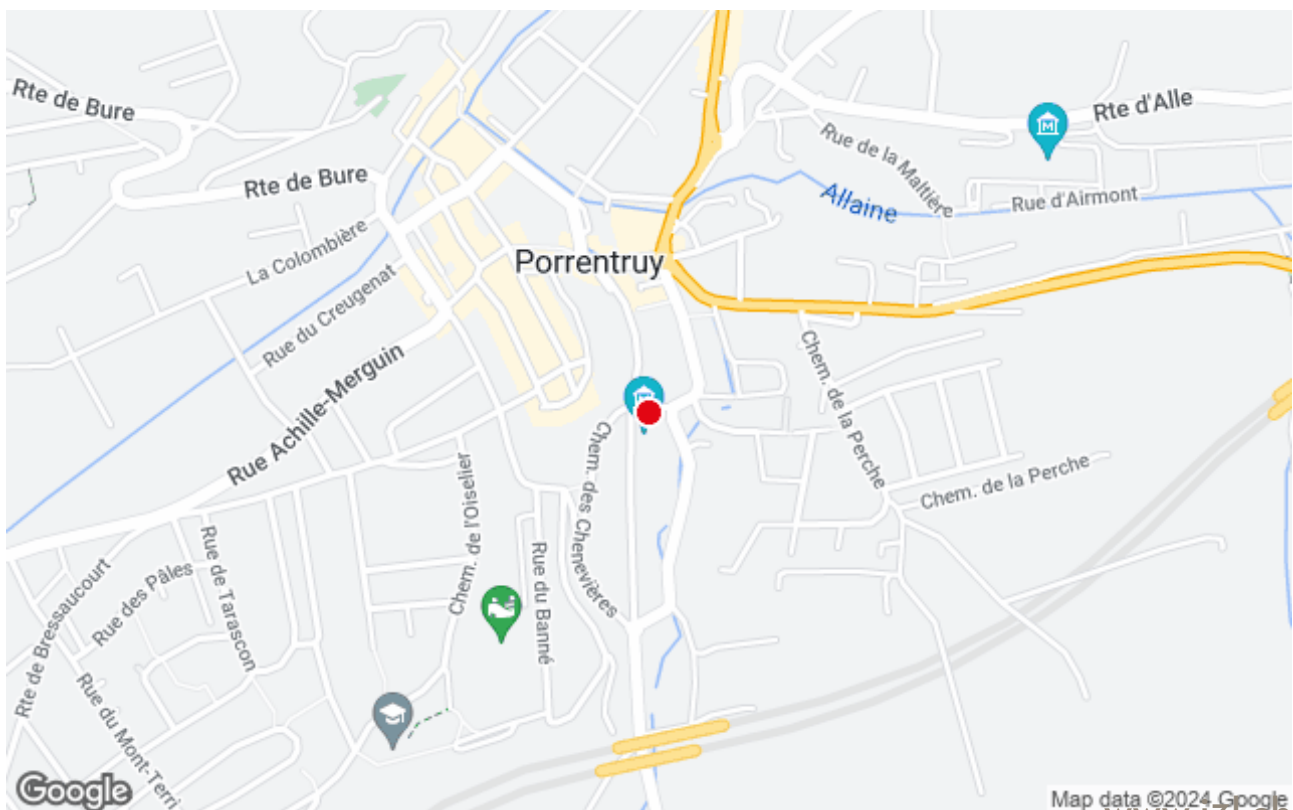 Rte de Bure
Rte d'Alle
Rue de la Maltière
Rte de Bure
Allaine
Rue d'Airmont
La Colombière
Porrentruy
Rue du Creugenat
Rue Achille-Merguin
Chem. de la Perche
Chem. des Chenevières
Chem. de l'Oiselier
Chem. de la Perche
Rue du Banné
Rue de Tarascon
Rue des Pâles
Rte de Bressaucourt
Rue du Mont-Terri
Google
Map data ©2024 Google